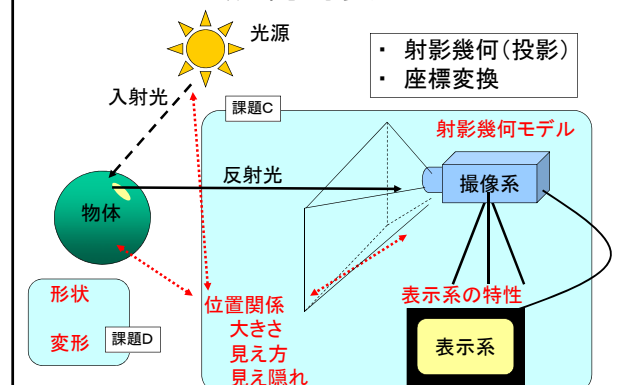 光源
・ 射影幾何(投影)
・ 座標変換
入射光
課題C
射影幾何モデル
反射光
撮像系
物体
形状
変形
課題D
位置関係
大きさ
見え方
見え隠れ
表示系の特性
表示系